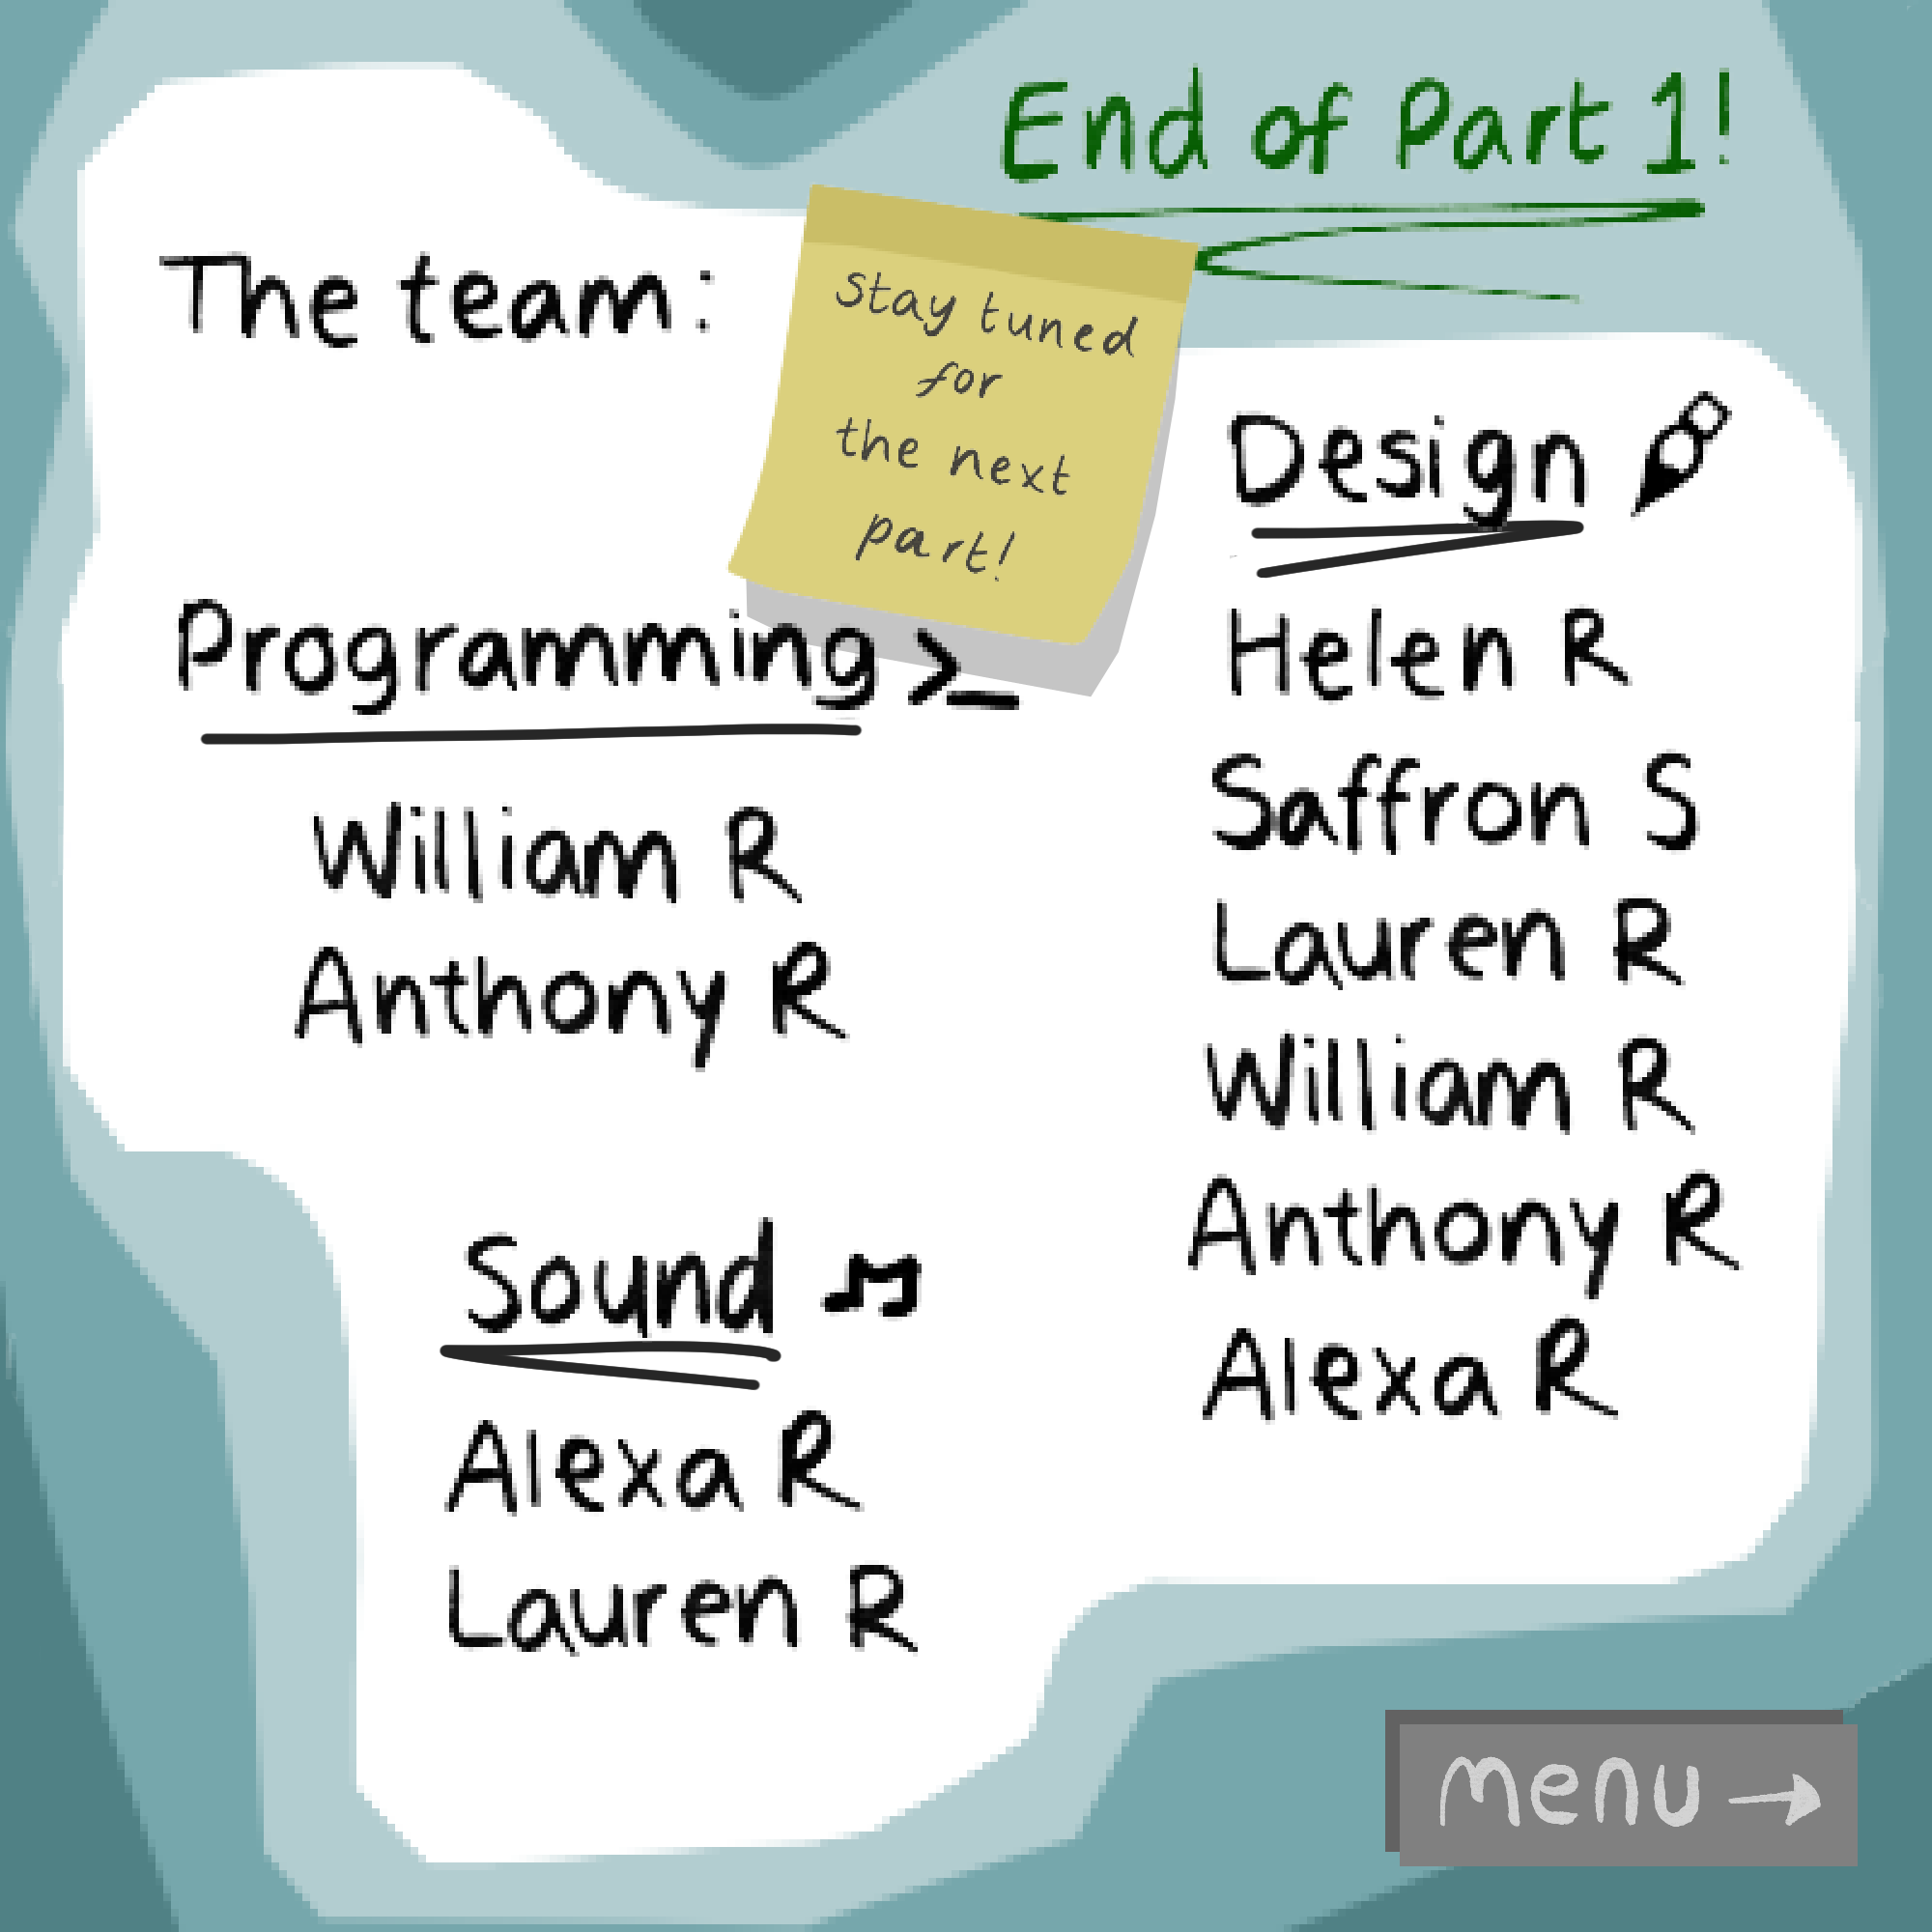 End of Part 1!
The team:
Stay tuned
for
the next
part!
Programming >_
William R
Anthony R
Sound
Alexa R
Lauren R
Design
Helen R
Saffron S
Lauren R
William R
Anthony R
Alexa R
menu →